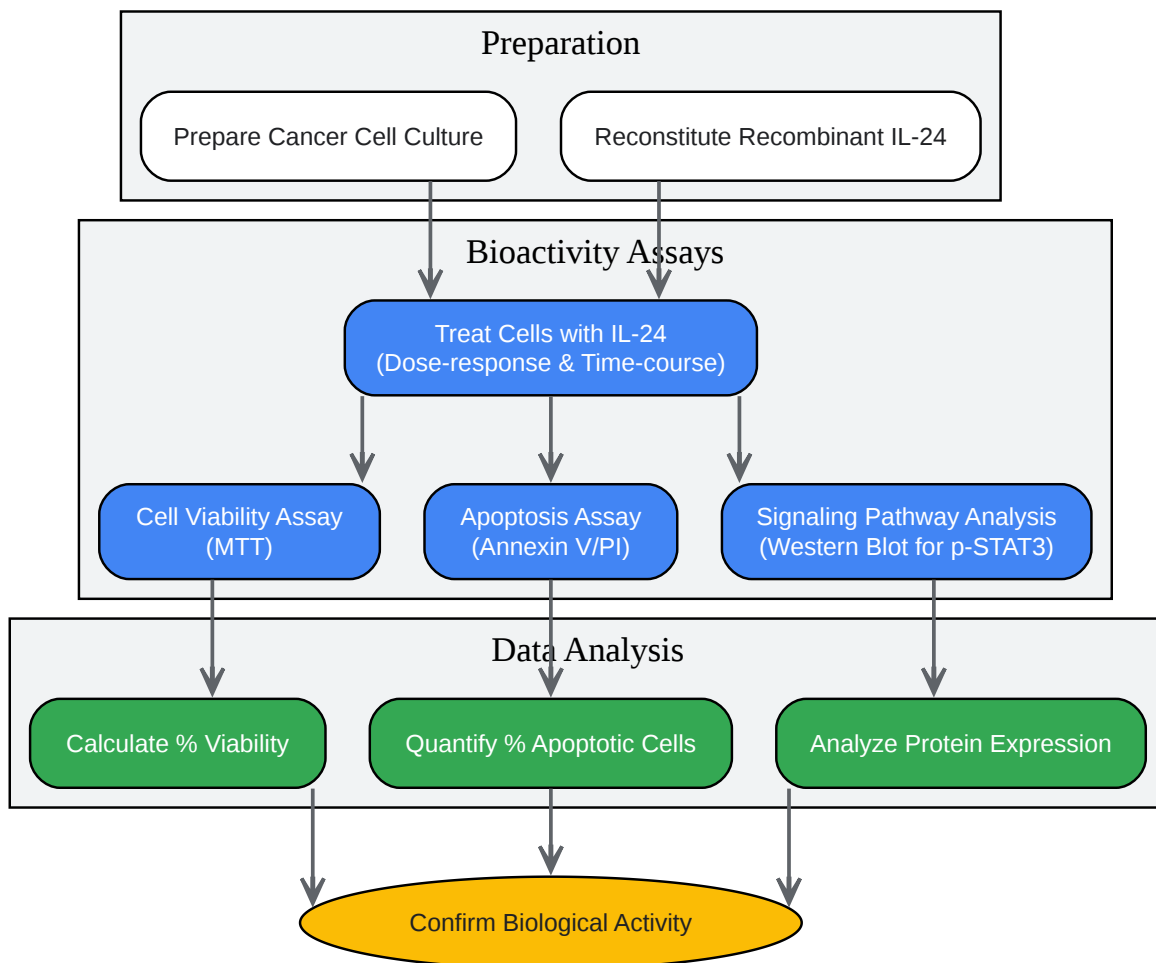 Preparation
Prepare Cancer Cell Culture
Reconstitute Recombinant IL-24
Bioactivity Assays
Treat Cells with IL-24
(Dose-response & Time-course)
Cell Viability Assay
(MTT)
Apoptosis Assay
(Annexin V/PI)
Signaling Pathway Analysis
(Western Blot for p-STAT3)
Data Analysis
Calculate % Viability
Quantify % Apoptotic Cells
Analyze Protein Expression
Confirm Biological Activity